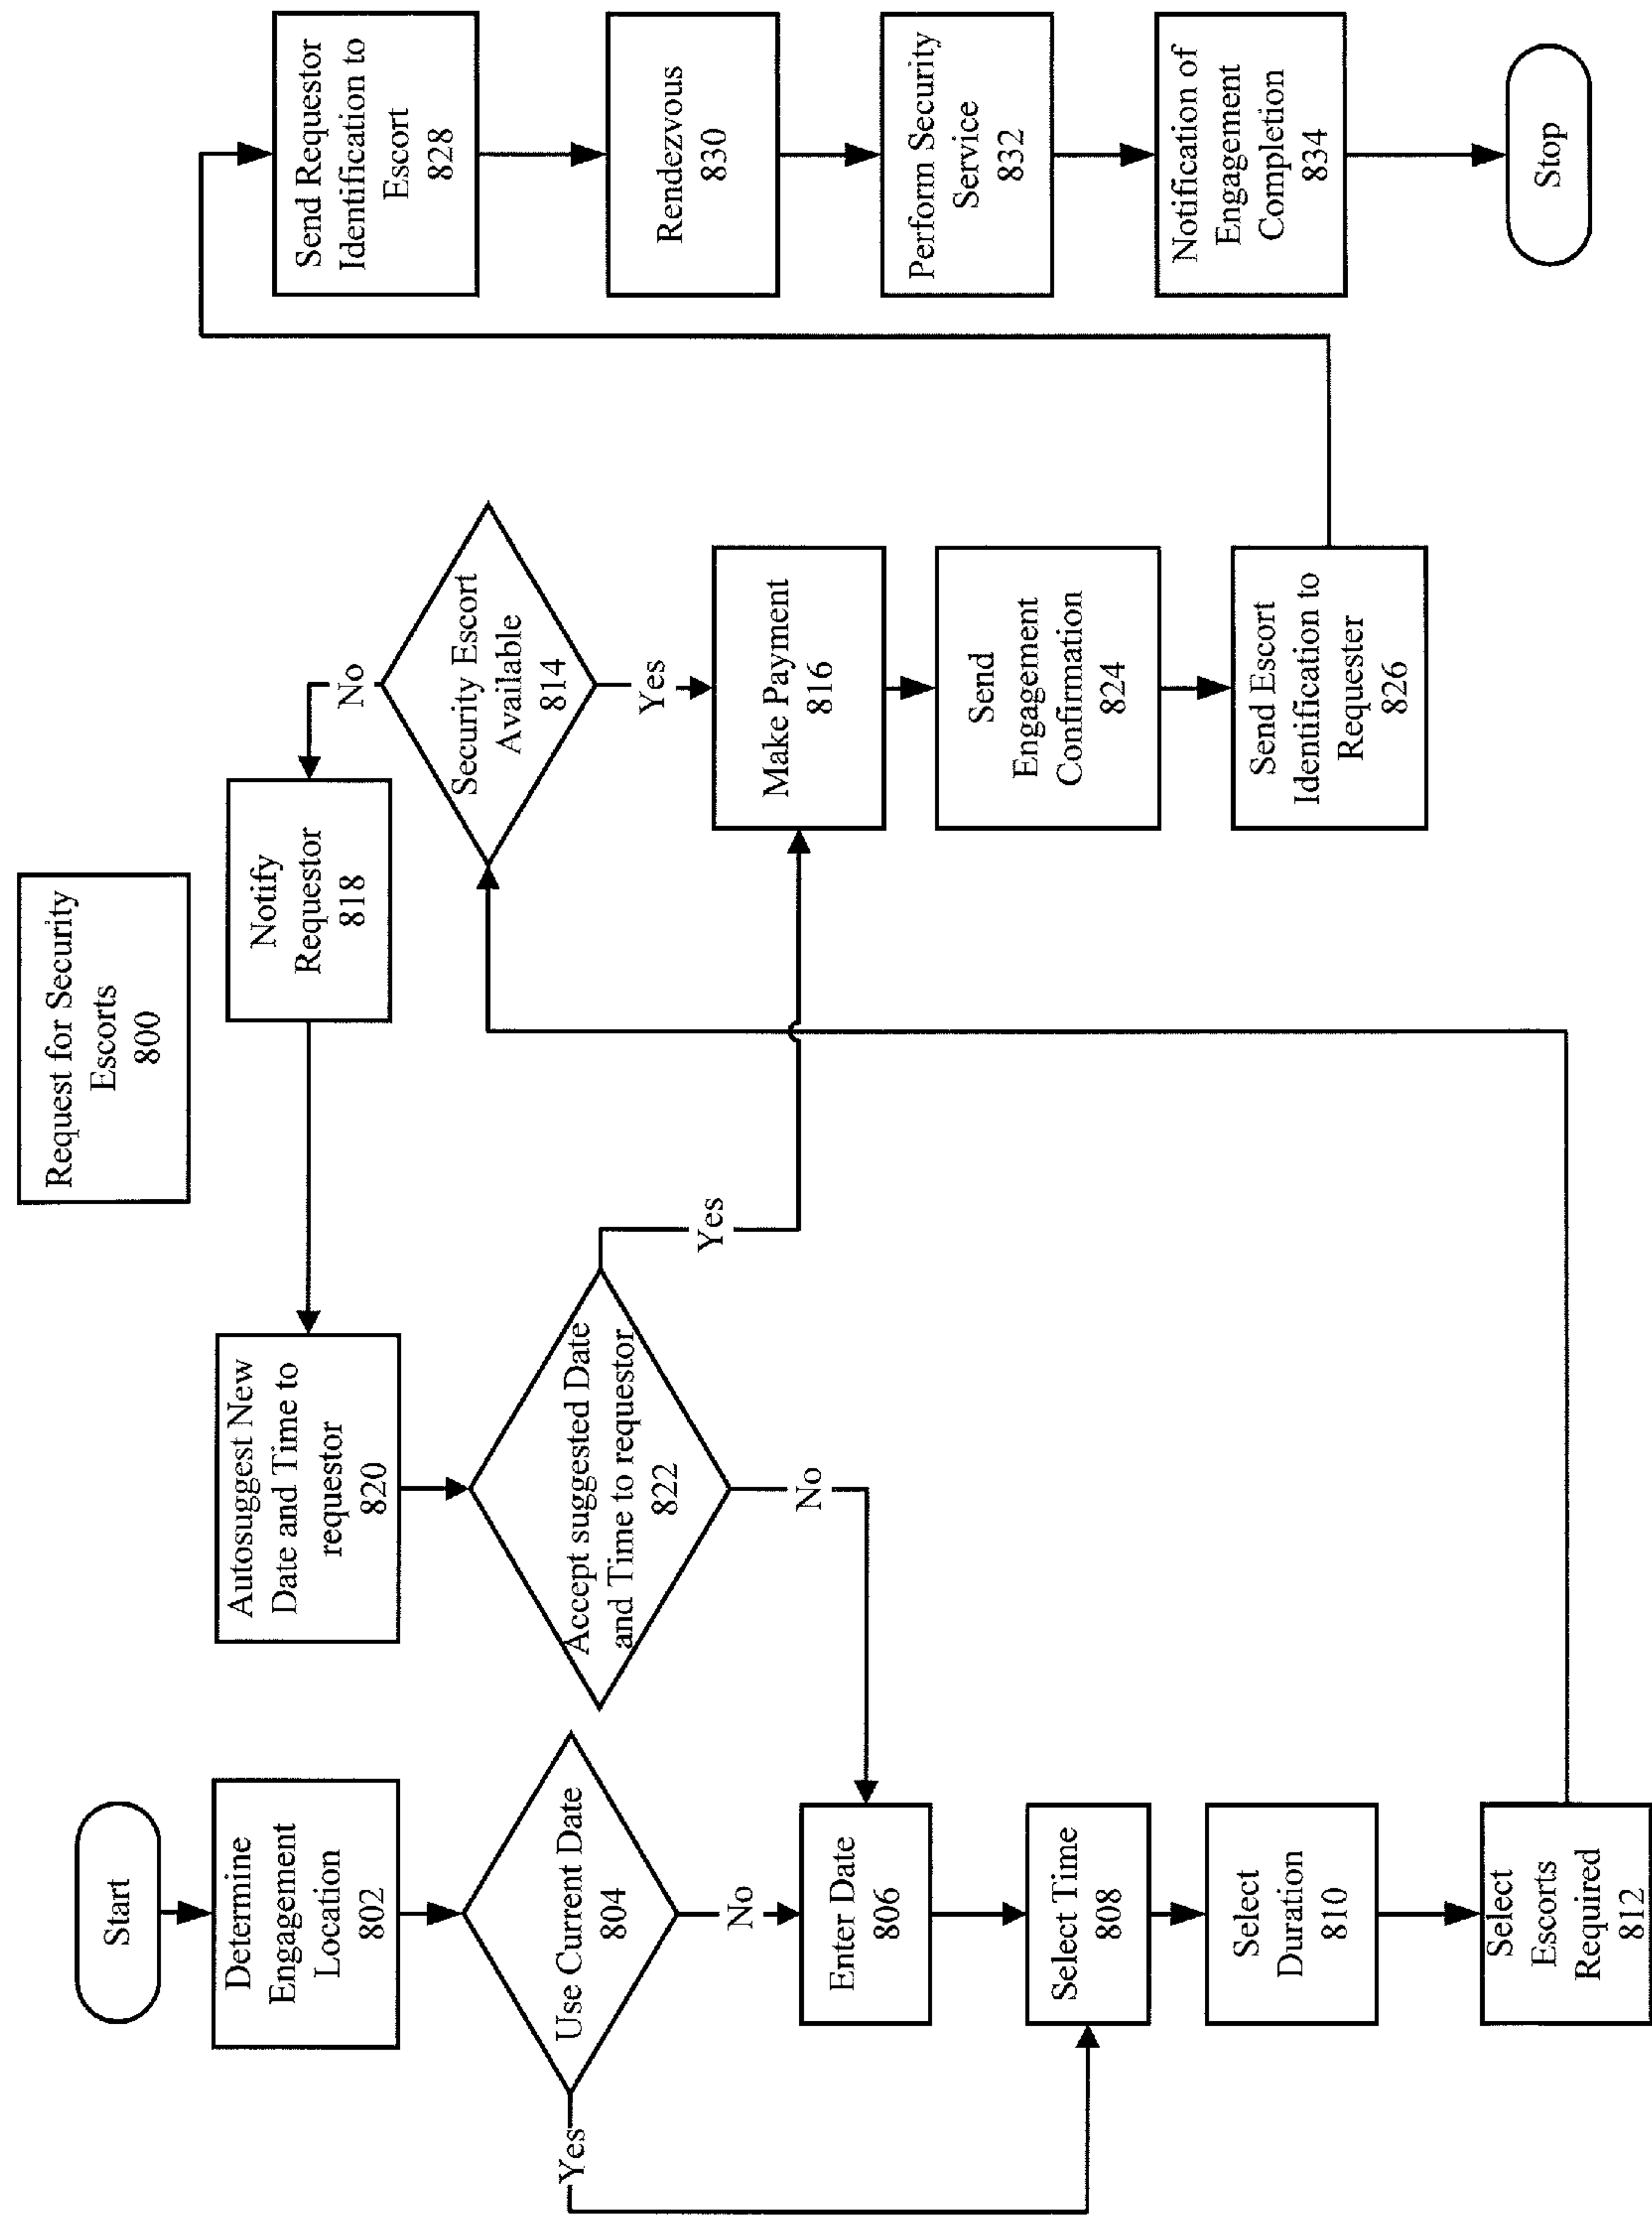 Request for Security
Escorts
800
Start
Determine
Engagement
Location
802
Use Current Date
804
Yes
No
Enter Date
806
Select Time
808
Select
Duration
810
Select
Escorts
Required
812
Autosuggest New
Date and Time to
requestor
820
Accept suggested Date
and Time to requestor
822
Yes
No
Notify
Requestor
818
No
Security Escort
Available
814
Yes
Make Payment
816
Send
Engagement
Confirmation
824
Send Escort
Identification to
Requester
826
Send Requestor
Identification to
Escort
828
Rendezvous
830
Perform Security
Service
832
Notification of
Engagement
Completion
834
Stop